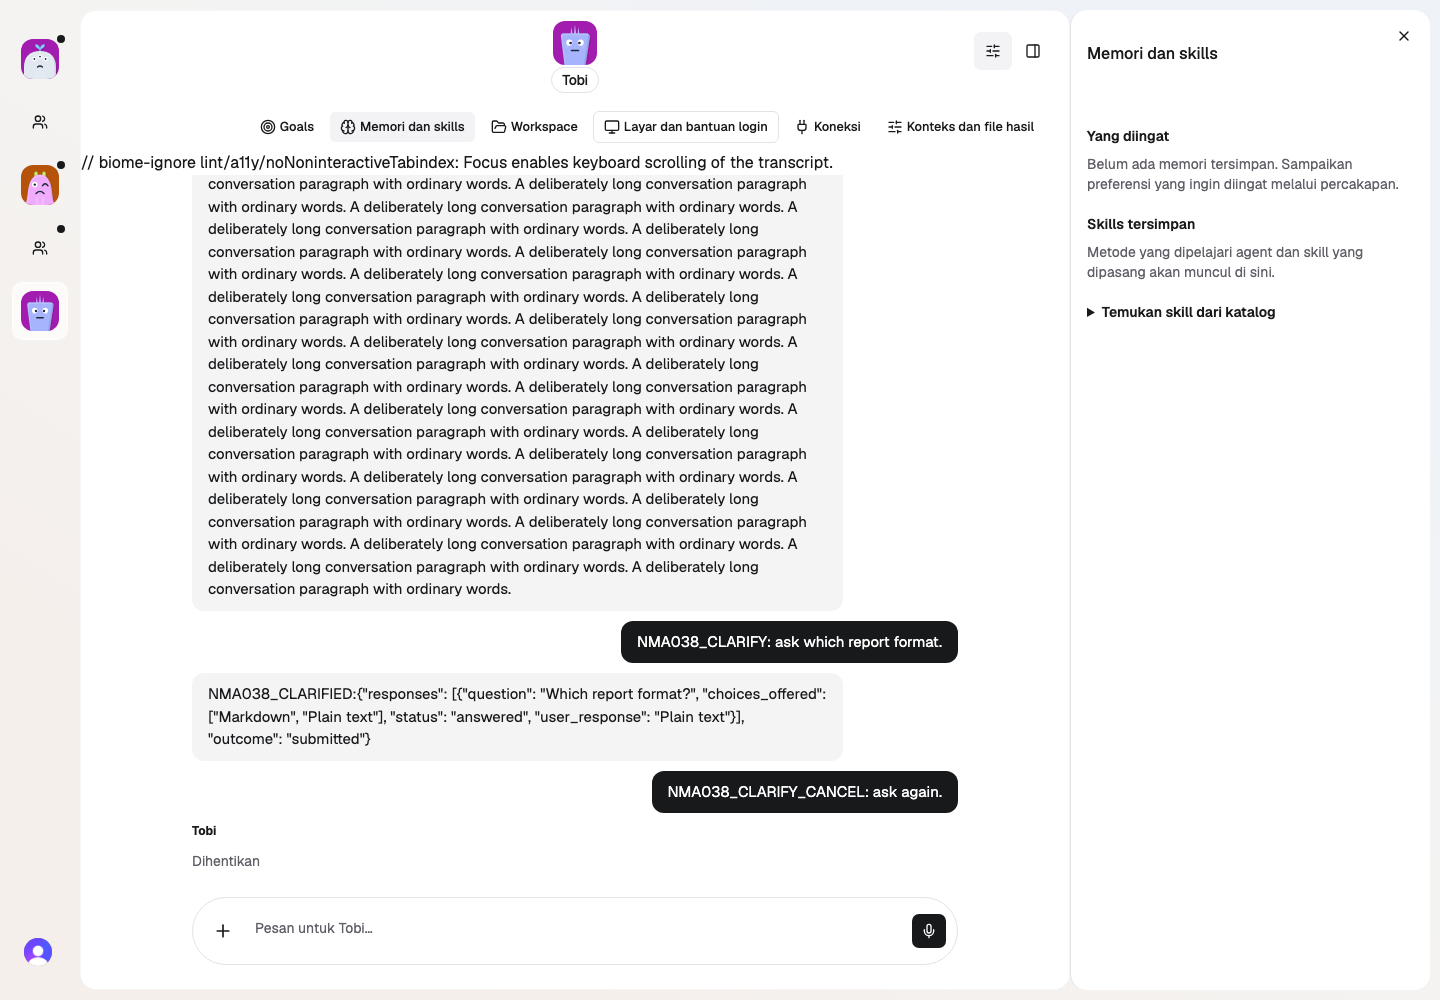 Tobi
Goals
Memori dan skills
Workspace
Layar dan bantuan login
Koneksi
Konteks dan file hasil
// biome-ignore lint/a11y/noNoninteractiveTabindex: Focus enables keyboard scrolling of the transcript.
conversation paragraph with ordinary words. A deliberately long conversation paragraph
with ordinary words. A deliberately long conversation paragraph with ordinary words. A
deliberately long conversation paragraph with ordinary words. A deliberately long
conversation paragraph with ordinary words. A deliberately long conversation paragraph
with ordinary words. A deliberately long conversation paragraph with ordinary words. A
deliberately long conversation paragraph with ordinary words. A deliberately long
conversation paragraph with ordinary words. A deliberately long conversation paragraph
with ordinary words. A deliberately long conversation paragraph with ordinary words. A
deliberately long conversation paragraph with ordinary words. A deliberately long
conversation paragraph with ordinary words. A deliberately long conversation paragraph
with ordinary words. A deliberately long conversation paragraph with ordinary words. A
deliberately long conversation paragraph with ordinary words. A deliberately long
conversation paragraph with ordinary words. A deliberately long conversation paragraph
with ordinary words. A deliberately long conversation paragraph with ordinary words. A
deliberately long conversation paragraph with ordinary words. A deliberately long
conversation paragraph with ordinary words. A deliberately long conversation paragraph
with ordinary words. A deliberately long conversation paragraph with ordinary words. A
deliberately long conversation paragraph with ordinary words. A deliberately long
conversation paragraph with ordinary words.
NMA038_CLARIFY: ask which report format.
NMA038_CLARIFIED:{"responses": [{"question": "Which report format?", "choices_offered":
["Markdown", "Plain text"], "status": "answered", "user_response": "Plain text"}],
"outcome": "submitted"}
NMA038_CLARIFY_CANCEL: ask again.
Tobi
Dihentikan
Pesan untuk Tobi...
Memori dan skills
Yang diingat
Belum ada memori tersimpan. Sampaikan
preferensi yang ingin diingat melalui percakapan.
Skills tersimpan
Metode yang dipelajari agent dan skill yang
dipasang akan muncul di sini.
Temukan skill dari katalog